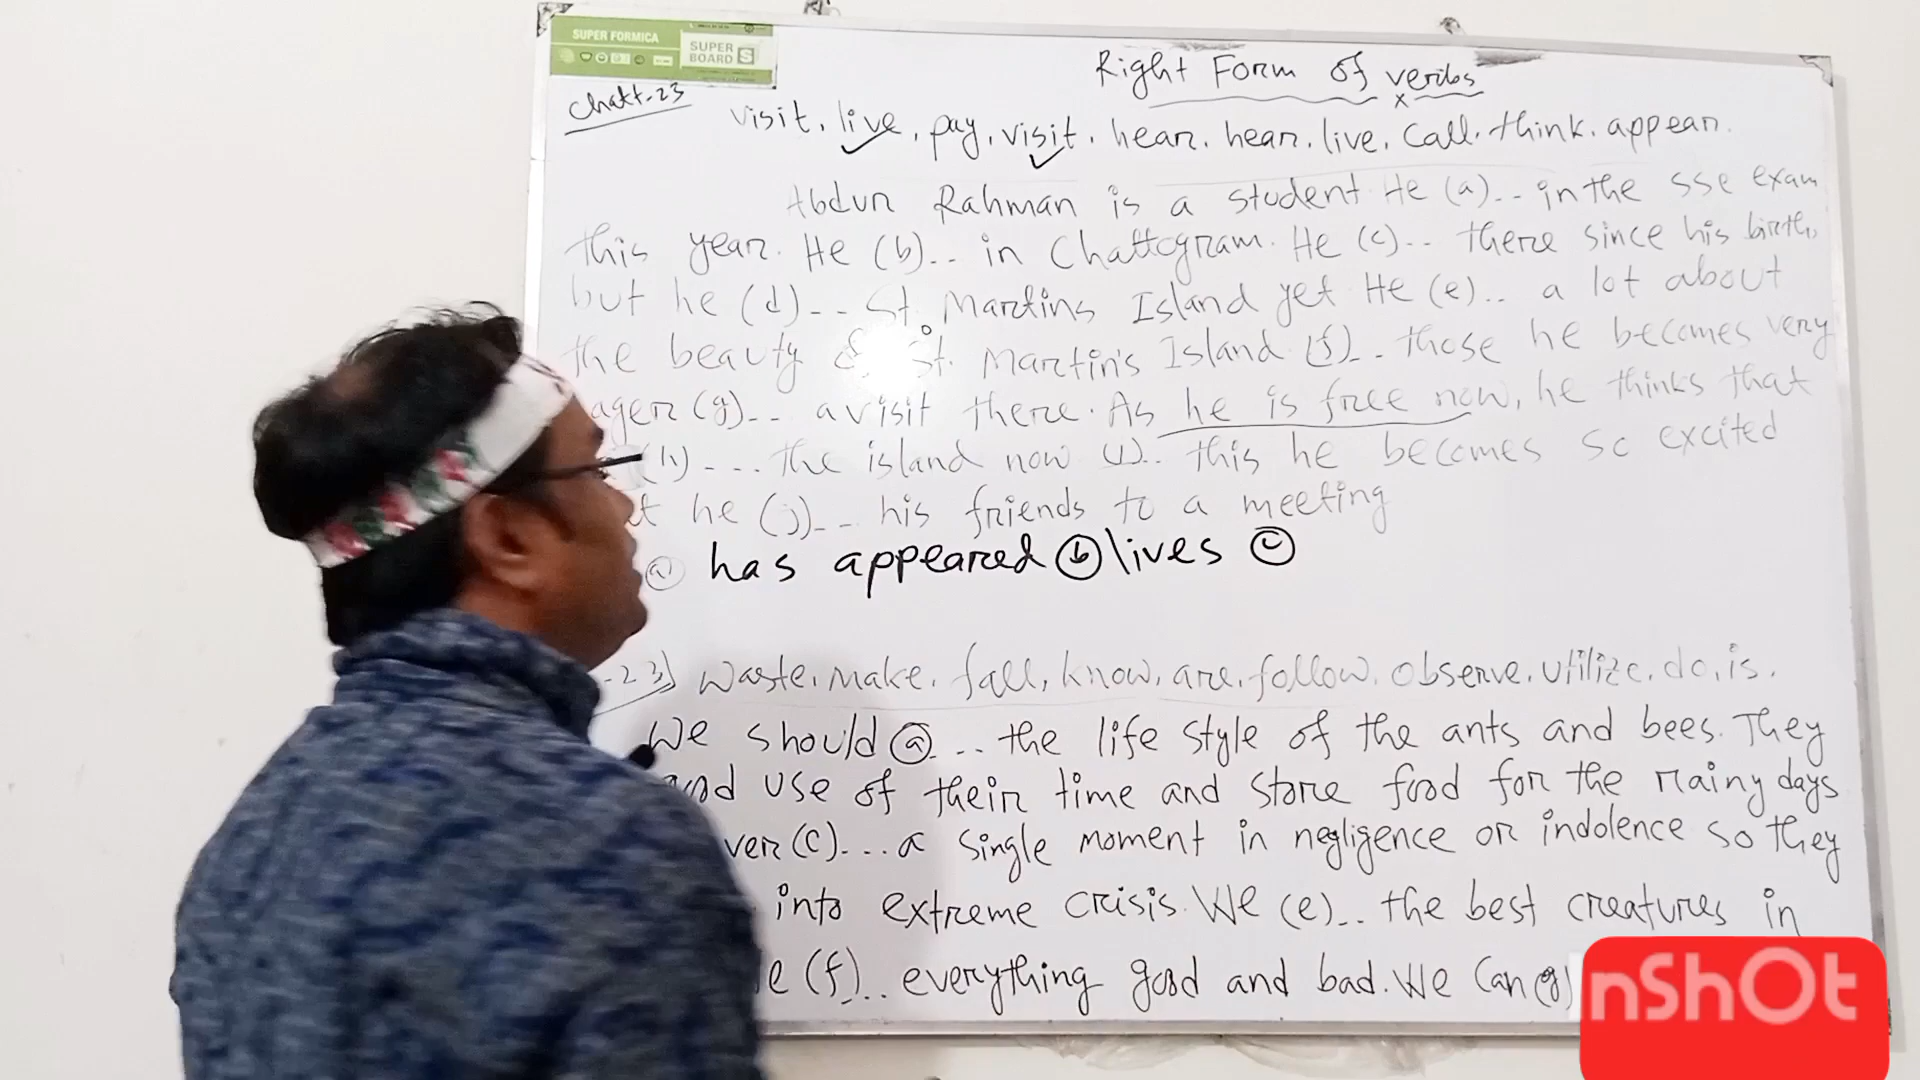 SUPER FORMICA
SUPER BOARD S
Right Form of verbs
Chatt.23
visit, live, pay, visit, hear, hear, live, call, think, appear.
Abdur Rahman is a student He (a).. in the SSC exam
this year. He (b)... in Chattogram. He (c)... there since his birth,
but he (d)--- St. Martins Island yet He (e).. a lot about
the beauty of St. Martin's Island (f)... those he becomes very
ager (g)... a visit there. As he is free now, he thinks that
(h)---. the island now (i).. this he becomes so excited
t he (j)--- his friends to a meeting
(a) has appeared (b) lives (c)
.23) Waste, make, fall, know, are, follow, observe, utilize, do, is.
We should (a)... the life style of the ants and bees. They
good use of their time and store food for the rainy days
ver (c)---. a single moment in negligence or indolence so they
into extreme crisis. We (e)... the best creatures in
e (f)... everything good and bad. We can (g)
InShOt